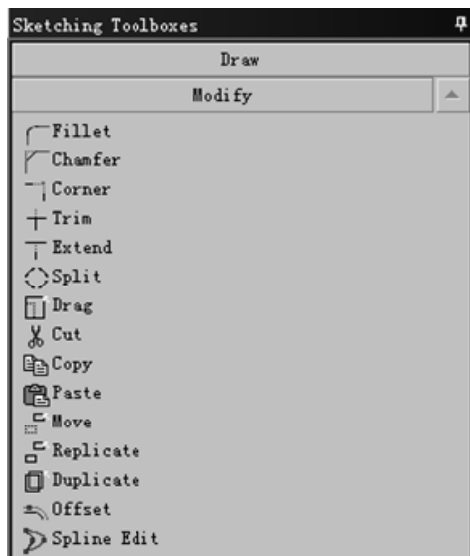 Sketching Toolboxes
Draw
Modify
Fillet
Chamfer
Corner
Trim
Extend
Split
Drag
Cut
Copy
Paste
Move
Replicate
Duplicate
Offset
Spline Edit